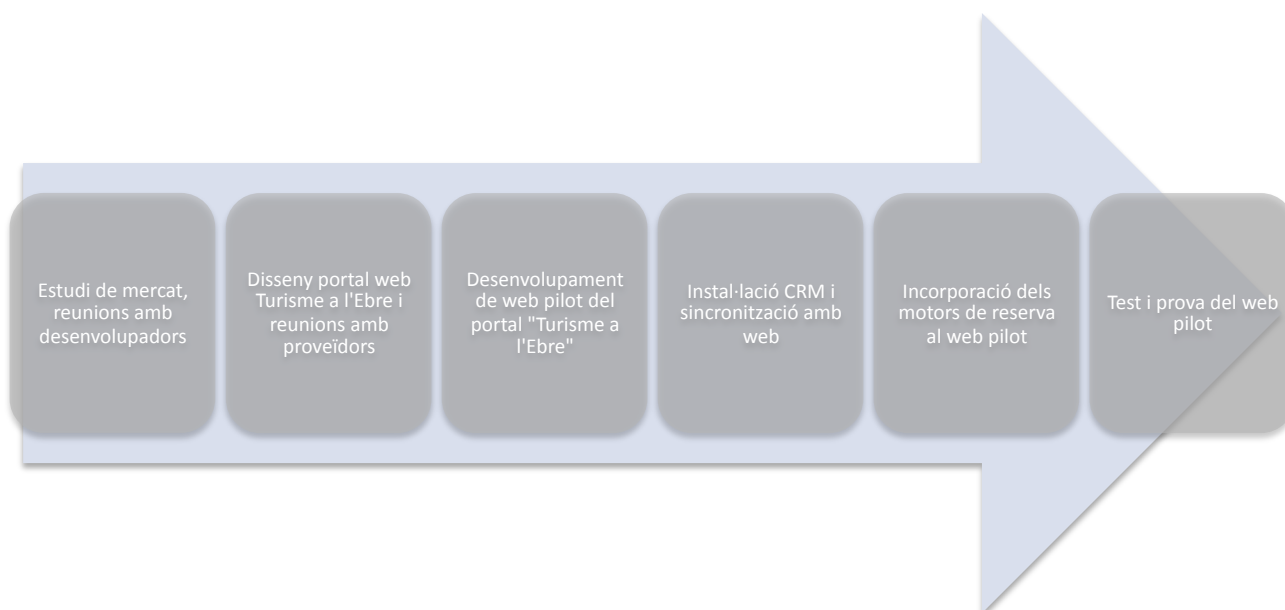 Estudi de mercat,
reunions amb
desenvolupadors
Disseny portal web
Turisme a l'Ebre i
reunions amb
proveïdors
Desenvolupament
de web pilot del
portal "Turisme a
l'Ebre"
Instal·lació CRM i
sincronització amb
web
Incorporació dels
motors de reserva
al web pilot
Test i prova del web
pilot